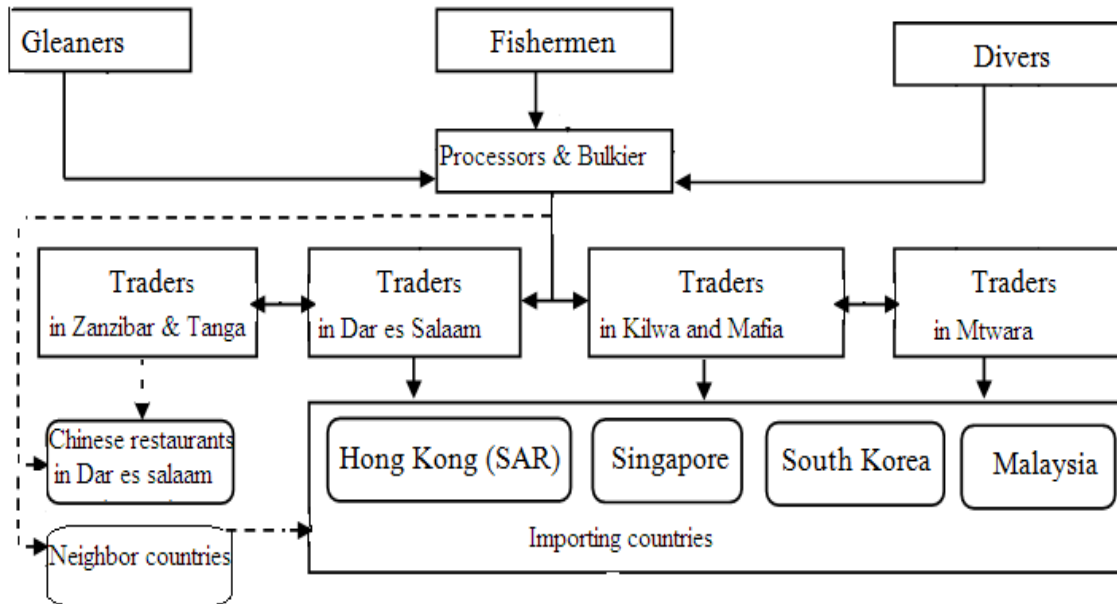 Gleaners
Fishermen
Divers
Processors & Bulkier
Traders
in Zanzibar & Tanga
Traders
in Dar es Salaam
Traders
in Kilwa and Mafia
Traders
in Mtwara
Chinese restaurants
in Dar es salaam
Hong Kong (SAR)
Singapore
South Korea
Malaysia
Importing countries
Neighbor countries